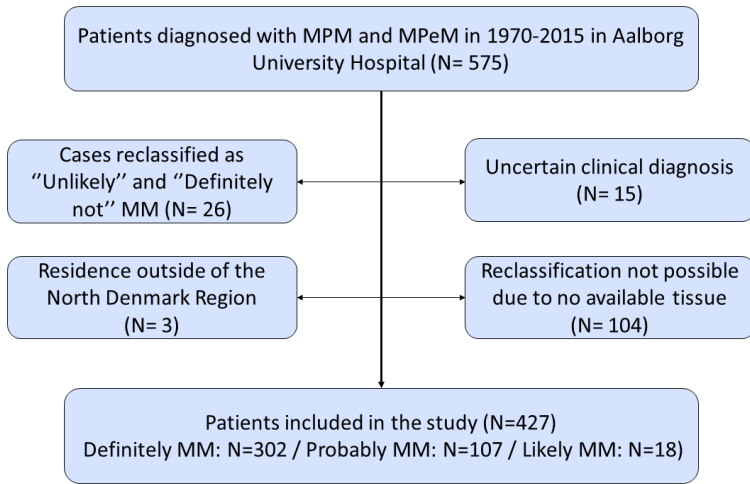 Patients diagnosed with MPM and MPeM in 1970-2015 in Aalborg
University Hospital (N= 575)
Cases reclassified as
‘‘Unlikely’’ and ‘‘Definitely
not’’ MM (N= 26)
Uncertain clinical diagnosis
(N= 15)
Residence outside of the
North Denmark Region
(N= 3)
Reclassification not possible
due to no available tissue
(N= 104)
Patients included in the study (N=427)
Definitely MM: N=302 / Probably MM: N=107 / Likely MM: N=18)